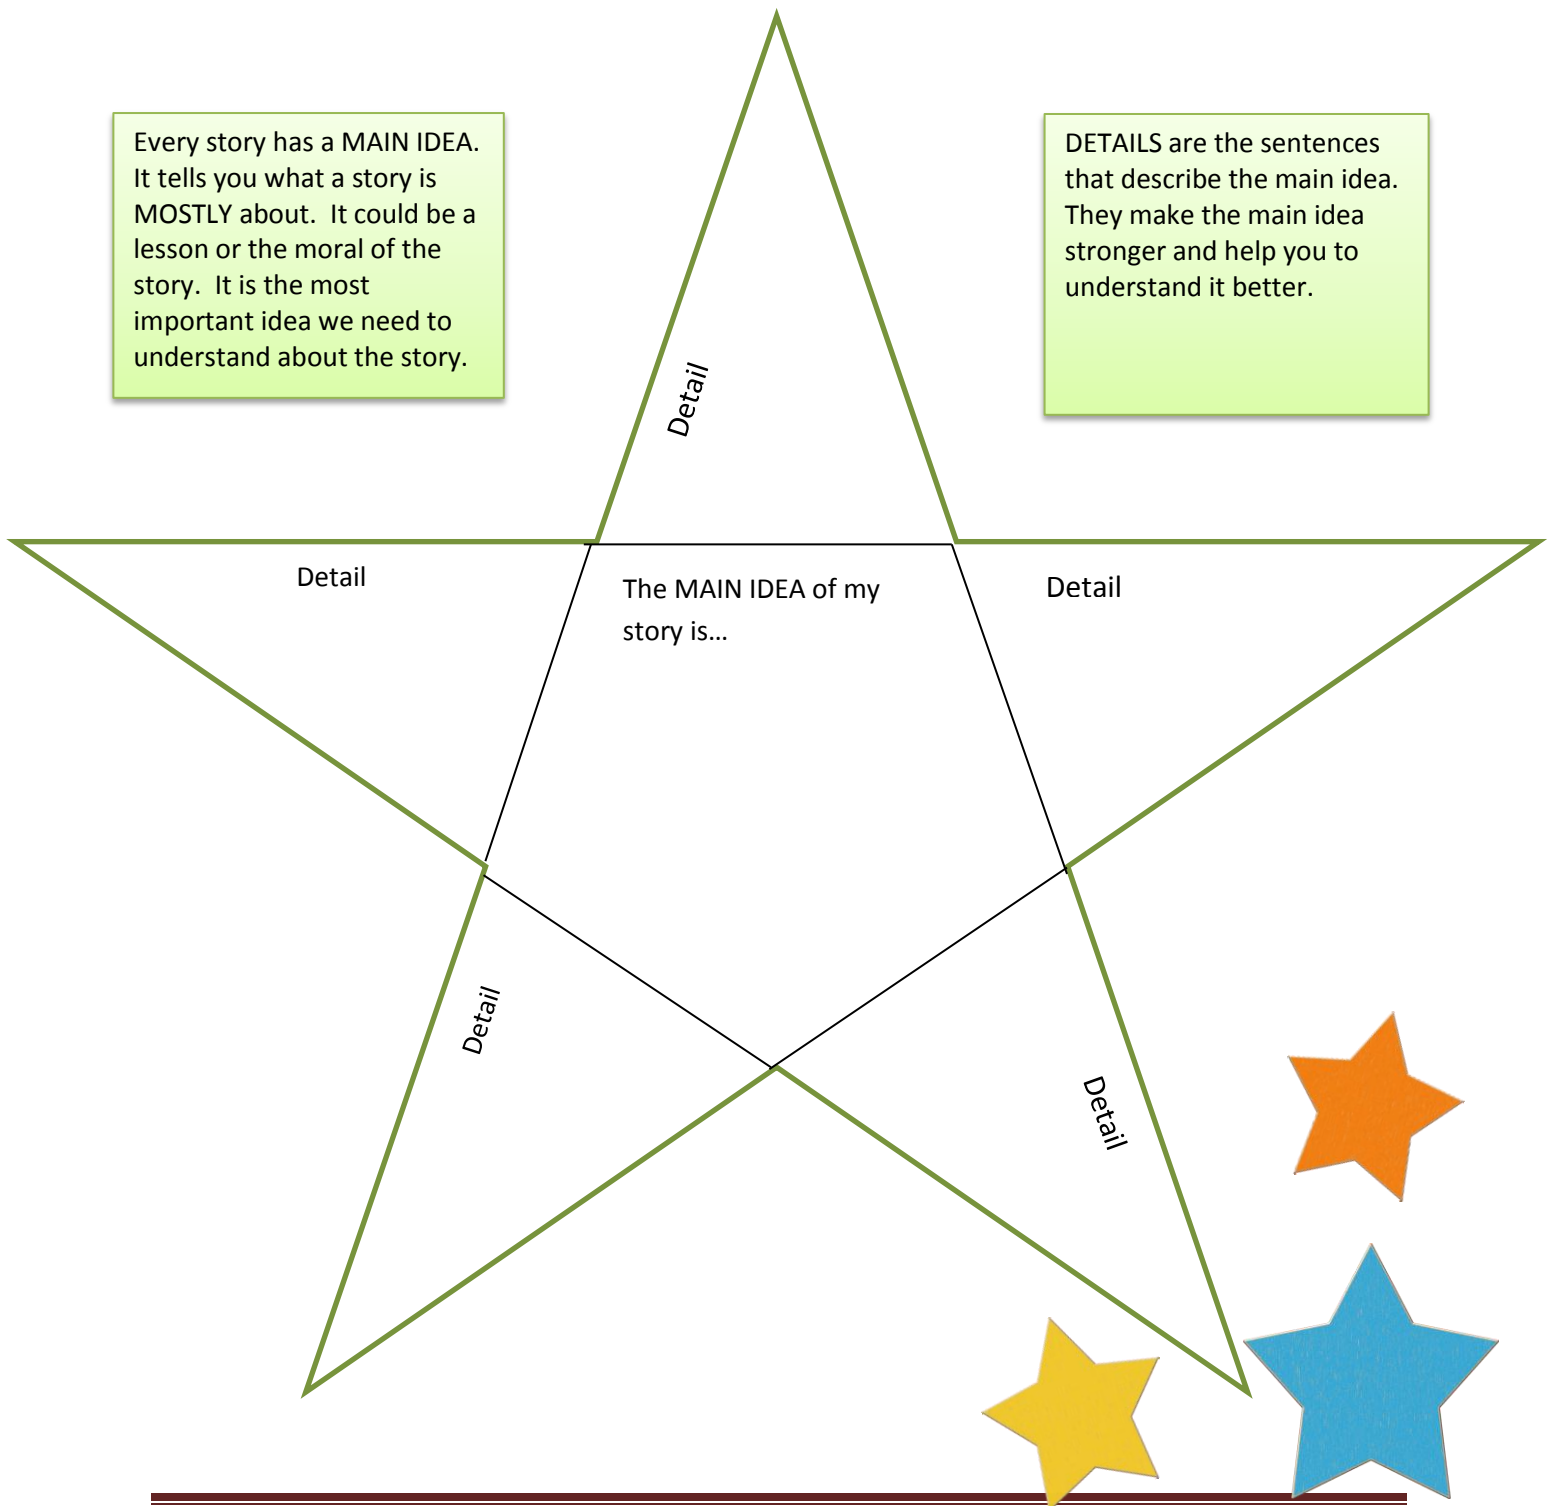 Every story has a MAIN IDEA.
It tells you what a story is
MOSTLY about.  It could be a
lesson or the moral of the
story.  It is the most
important idea we need to
understand about the story.
DETAILS are the sentences
that describe the main idea.
They make the main idea
stronger and help you to
understand it better.
Detail
Detail
The MAIN IDEA of my
story is…
Detail
Detail
Detail